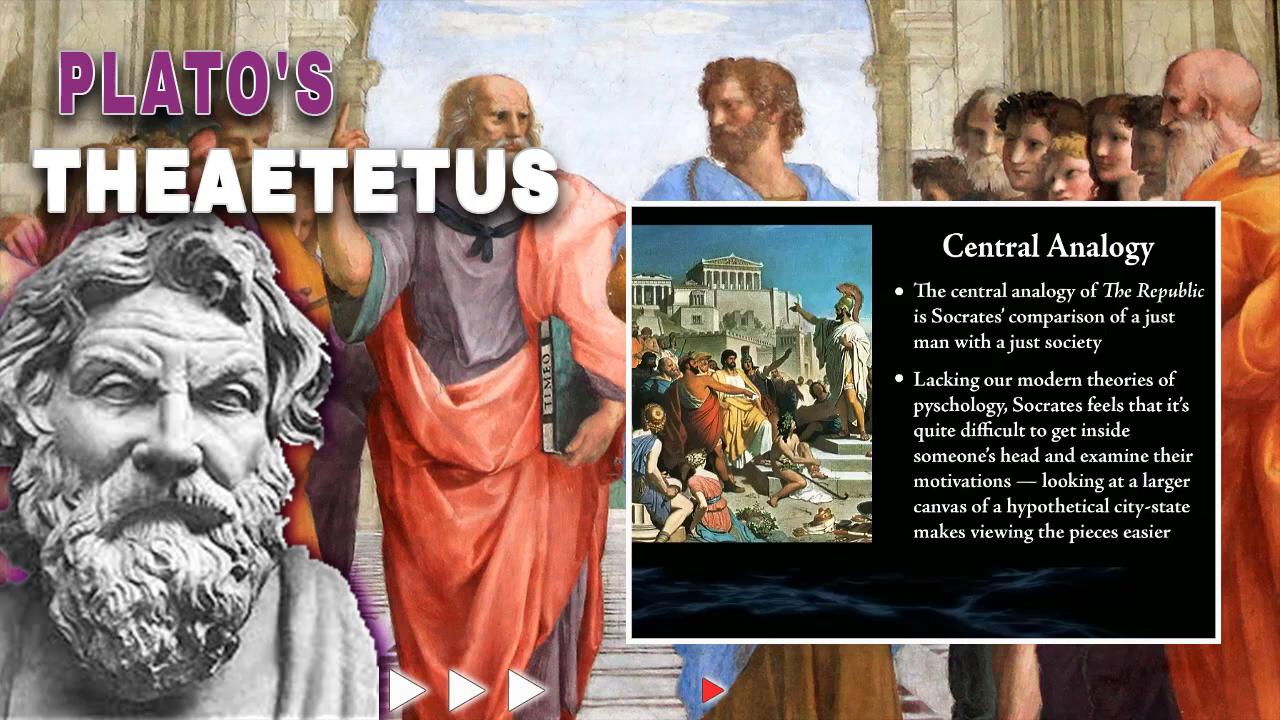 PLATO'S
THEAETETUS
TIMEO
Central Analogy
• The central analogy of The Republic
is Socrates' comparison of a just
man with a just society
• Lacking our modern theories of
pyschology, Socrates feels that it's
quite difficult to get inside
someone's head and examine their
motivations — looking at a larger
canvas of a hypothetical city-state
makes viewing the pieces easier